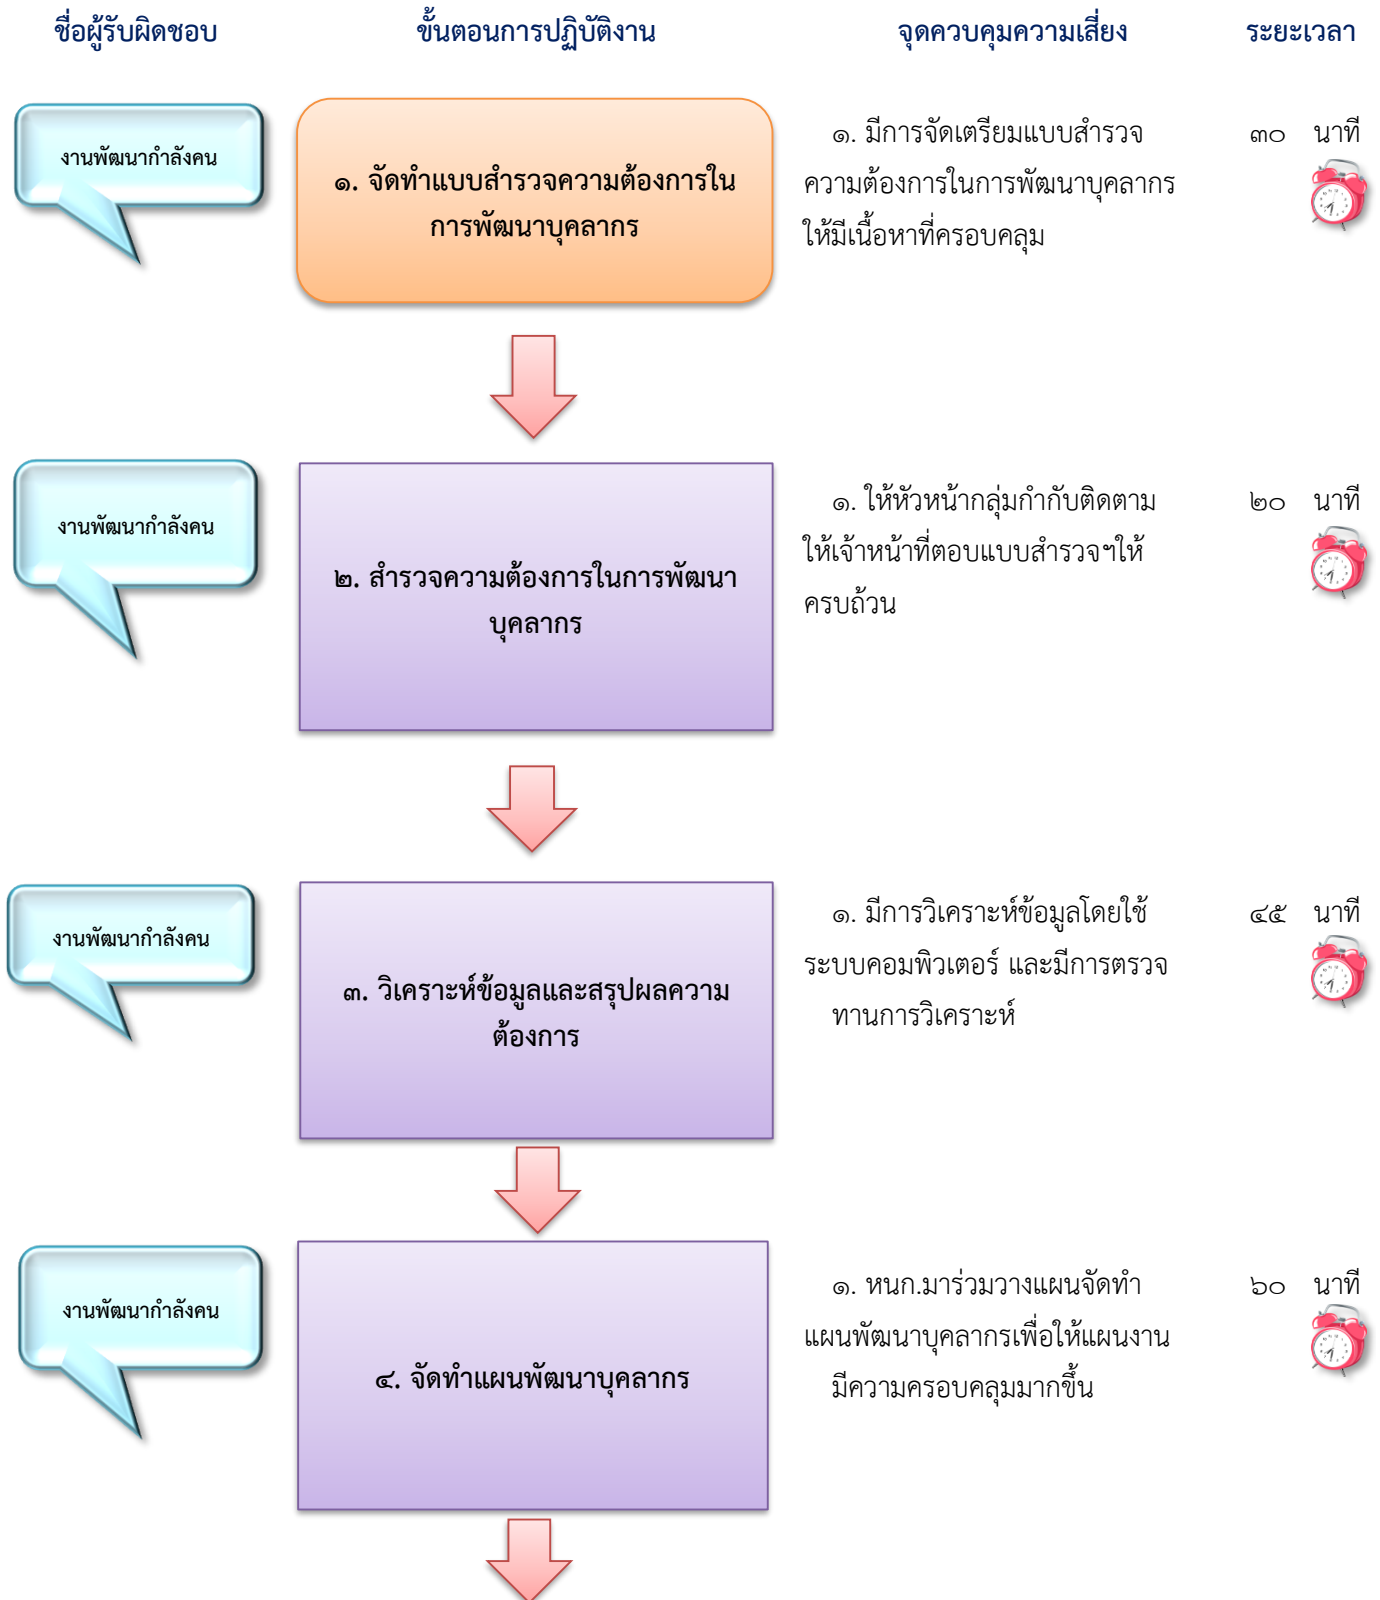 ชื่อผู้รับผิดชอบ
ขั้นตอนการปฏิบัติงาน
จุดควบคุมความเสี่ยง
ระยะเวลา
งานพัฒนากำลังคน
๑. จัดทำแบบสำรวจความต้องการใน
การพัฒนาบุคลากร
๑. มีการจัดเตรียมแบบสำรวจ
ความต้องการในการพัฒนาบุคลากร
ให้มีเนื้อหาที่ครอบคลุม
๓๐ นาที
งานพัฒนากำลังคน
๒. สำรวจความต้องการในการพัฒนา
บุคลากร
๑. ให้หัวหน้ากลุ่มกำกับติดตาม
ให้เจ้าหน้าที่ตอบแบบสำรวจฯให้
ครบถ้วน
๒๐ นาที
งานพัฒนากำลังคน
๓. วิเคราะห์ข้อมูลและสรุปผลความ
ต้องการ
๑. มีการวิเคราะห์ข้อมูลโดยใช้
ระบบคอมพิวเตอร์ และมีการตรวจ
ทานการวิเคราะห์
๔๕ นาที
งานพัฒนากำลังคน
๔. จัดทำแผนพัฒนาบุคลากร
๑. หนก.มาร่วมวางแผนจัดทำ
แผนพัฒนาบุคลากรเพื่อให้แผนงาน
มีความครอบคลุมมากขึ้น
๖๐ นาที